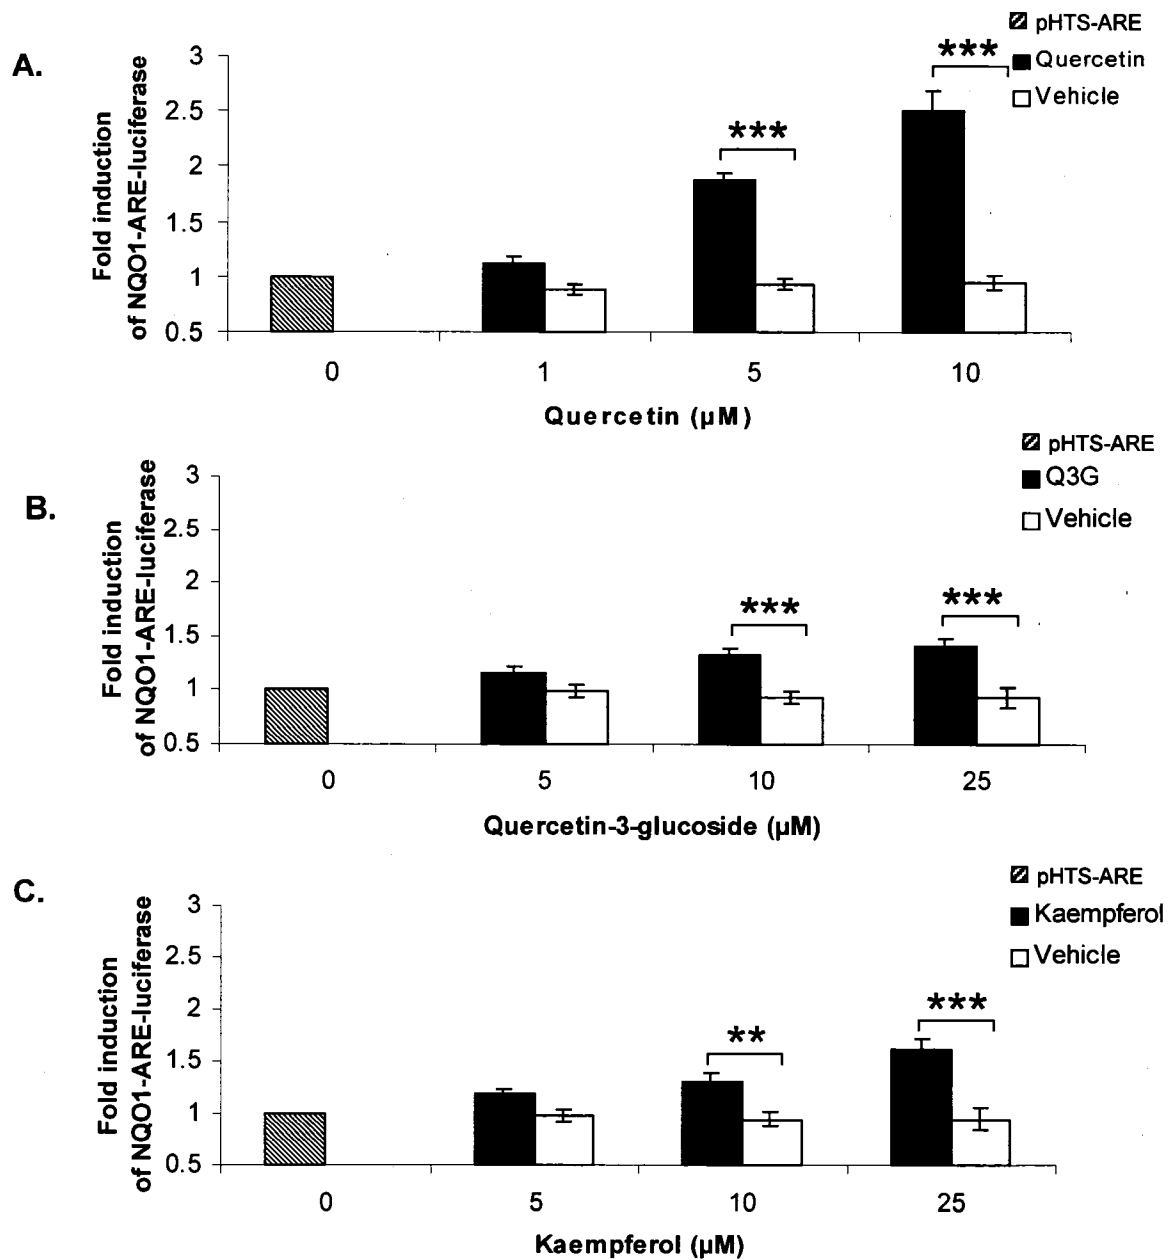 A.
Fold induction
of NQO1-ARE-luciferase
3
2.5
2
1.5
1
0.5
pHTS-ARE
Quercetin
Vehicle
***
***
0 1 5 10
Quercetin (µM)
B.
Fold induction
of NQO1-ARE-luciferase
3
2.5
2
1.5
1
0.5
pHTS-ARE
Q3G
Vehicle
***
***
0 5 10 25
Quercetin-3-glucoside (µM)
C.
Fold induction
of NQO1-ARE-luciferase
3
2.5
2
1.5
1
0.5
pHTS-ARE
Kaempferol
Vehicle
**
***
0 5 10 25
Kaempferol (µM)